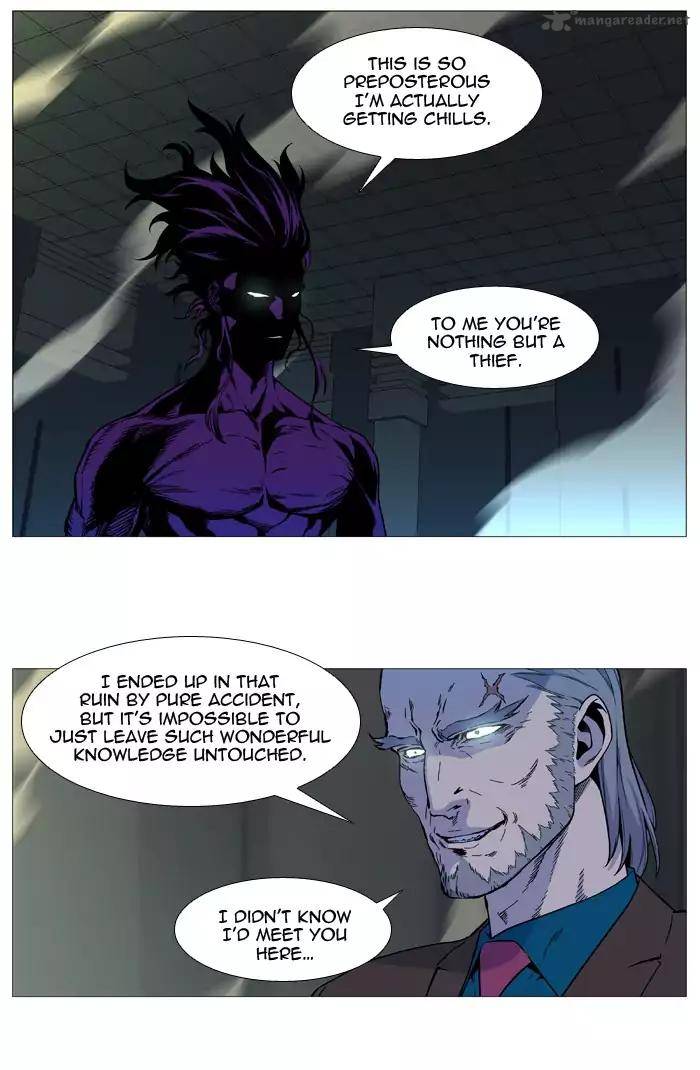 mangareader.net
THIS IS SO
PREPOSTEROUS
I'M ACTUALLY
GETTING CHILLS.
TO ME YOU'RE
NOTHING BUT A
THIEF.
I ENDED UP IN THAT
RUIN BY PURE ACCIDENT,
BUT IT'S IMPOSSIBLE TO
JUST LEAVE SUCH WONDERFUL
KNOWLEDGE UNTOUCHED.
I DIDN'T KNOW
I'D MEET YOU
HERE...